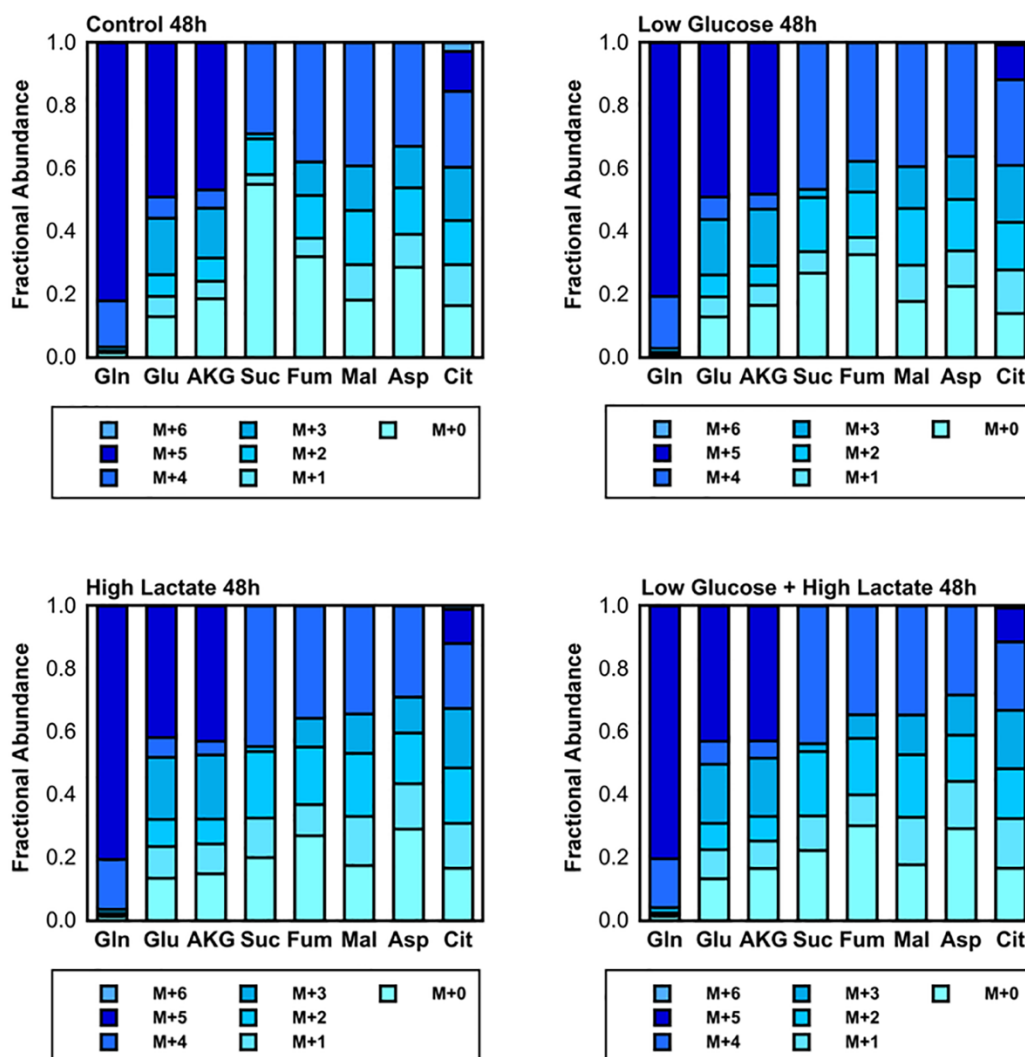 Control 48h
Fractional Abundance
1.0
0.8
0.6
0.4
0.2
0.0
Gln Glu AKG Suc Fum Mal Asp Cit
M+6 M+3 M+0
M+5 M+2
M+4 M+1
Low Glucose 48h
Fractional Abundance
1.0
0.8
0.6
0.4
0.2
0.0
Gln Glu AKG Suc Fum Mal Asp Cit
M+6 M+3 M+0
M+5 M+2
M+4 M+1
High Lactate 48h
Fractional Abundance
1.0
0.8
0.6
0.4
0.2
0.0
Gln Glu AKG Suc Fum Mal Asp Cit
M+6 M+3 M+0
M+5 M+2
M+4 M+1
Low Glucose + High Lactate 48h
Fractional Abundance
1.0
0.8
0.6
0.4
0.2
0.0
Gln Glu AKG Suc Fum Mal Asp Cit
M+6 M+3 M+0
M+5 M+2
M+4 M+1